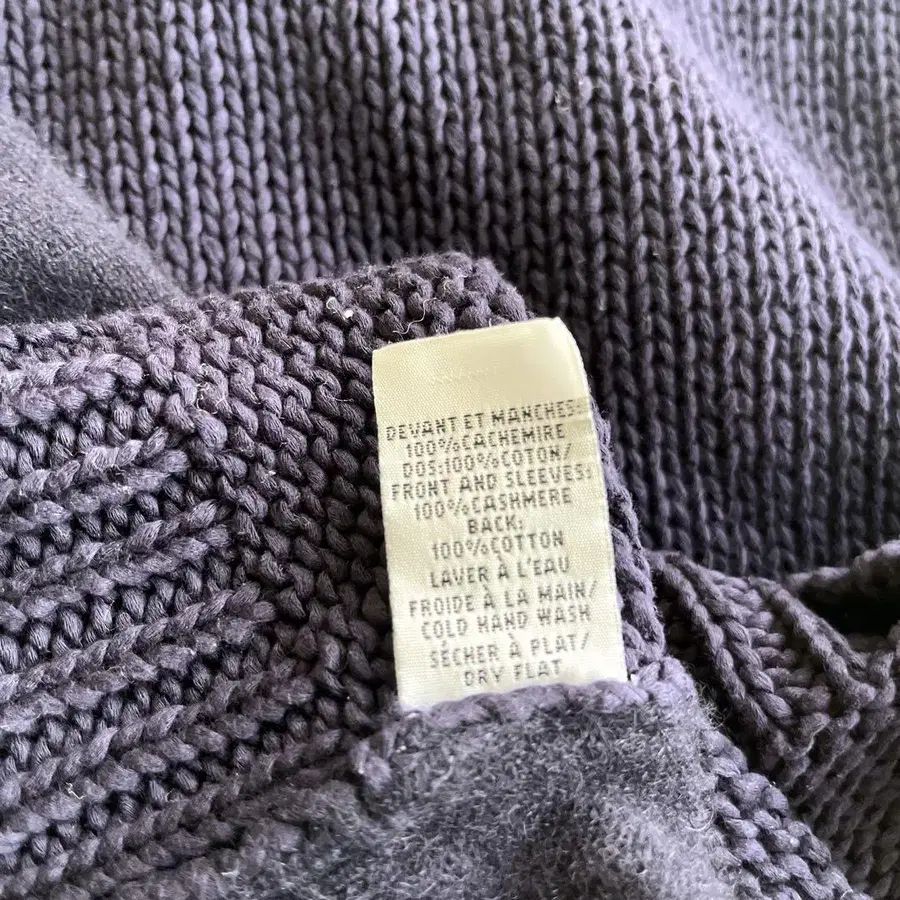 DEVANT ET MANCHES:
100%CACHEMIRE
DOS:100%COTON/
FRONT AND SLEEVES:
100%CASHMERE
BACK:
100%COTTON
LAVER À L'EAU
FROIDE À LA MAIN/
COLD HAND WASH
SÉCHER À PLAT/
DRY FLAT